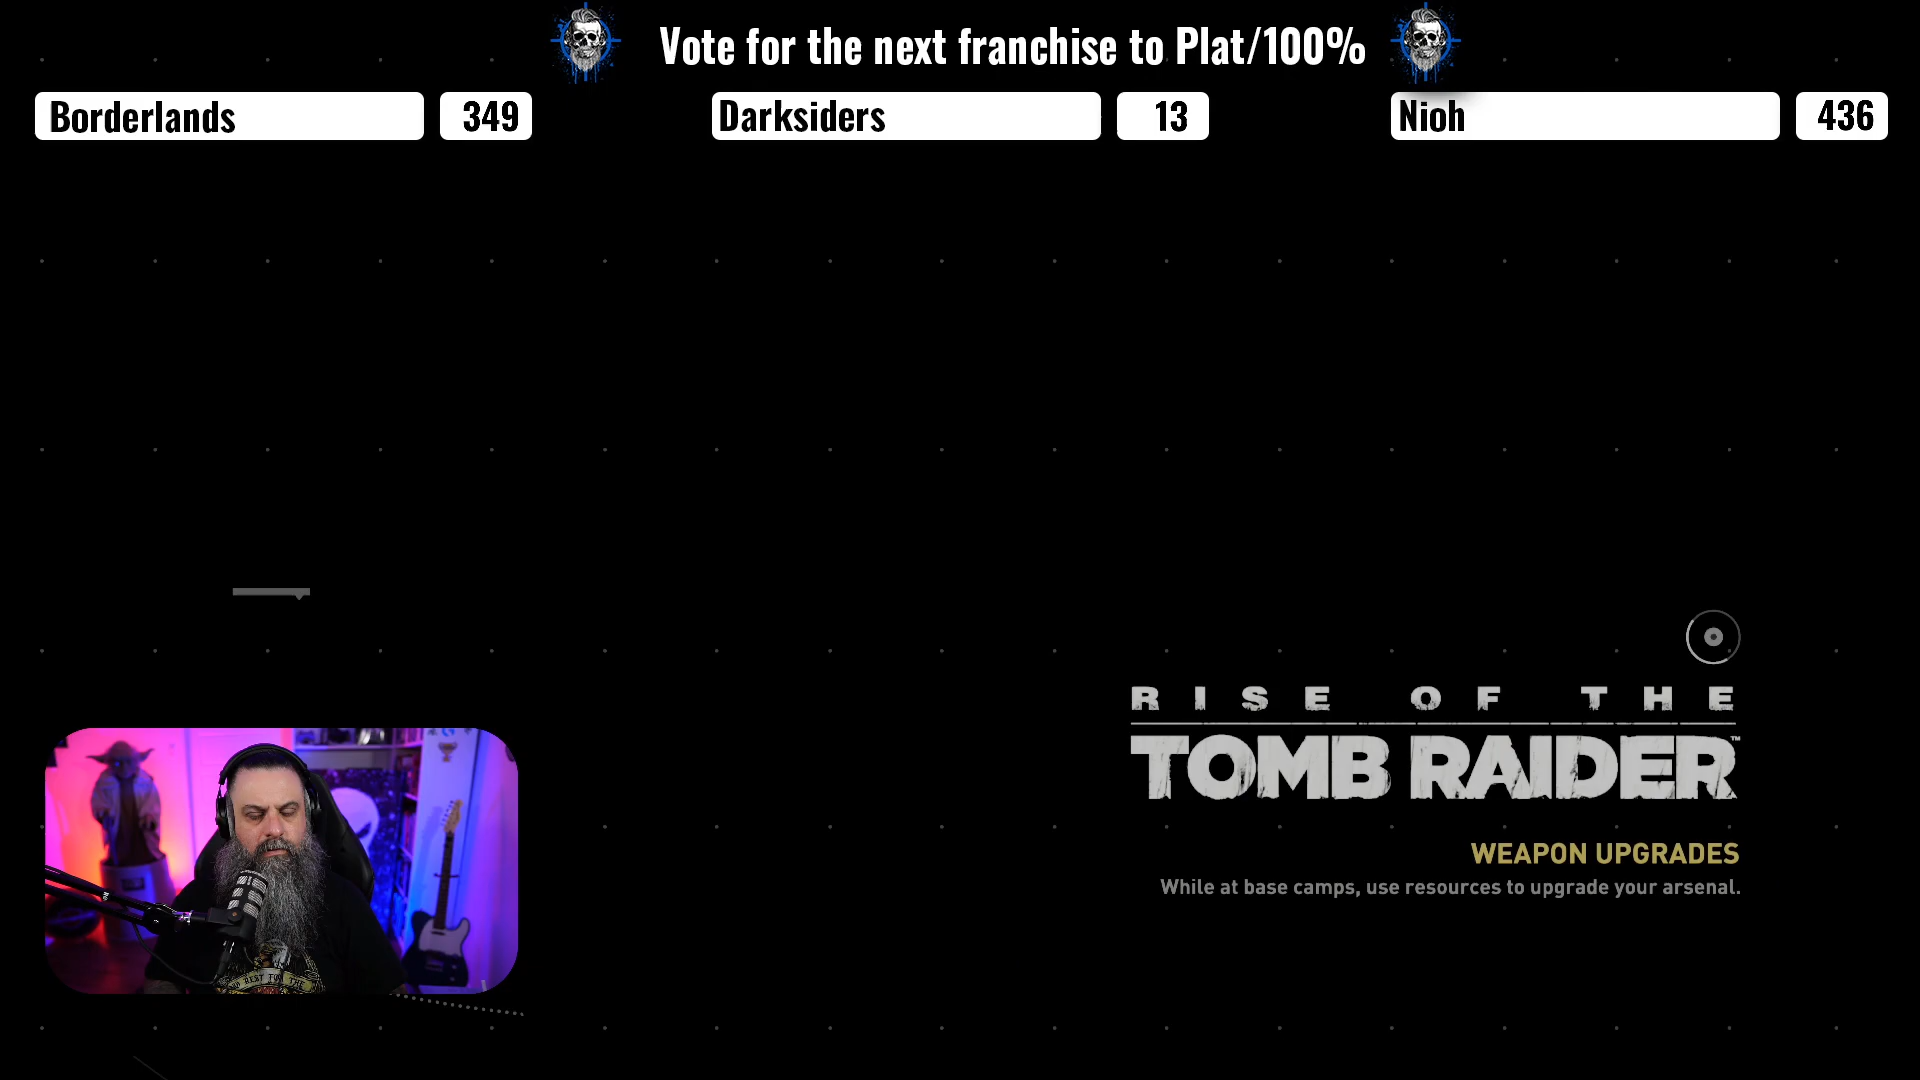 Vote for the next franchise to Plat/100%
Borderlands 349 Darksiders 13 Nioh 436
RISE OF THE
TOMB RAIDER™
WEAPON UPGRADES
While at base camps, use resources to upgrade your arsenal.